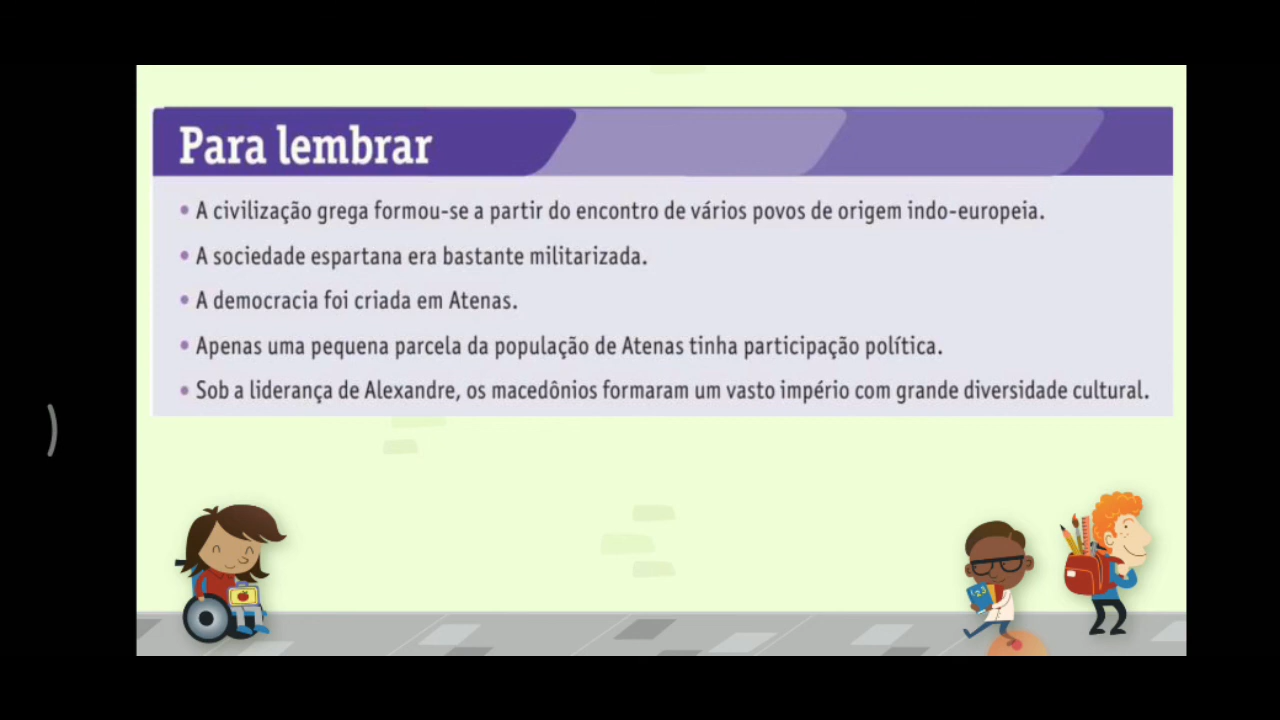 Para lembrar
• A civilização grega formou-se a partir do encontro de vários povos de origem indo-europeia.
• A sociedade espartana era bastante militarizada.
• A democracia foi criada em Atenas.
• Apenas uma pequena parcela da população de Atenas tinha participação política.
• Sob a liderança de Alexandre, os macedônios formaram um vasto império com grande diversidade cultural.
123